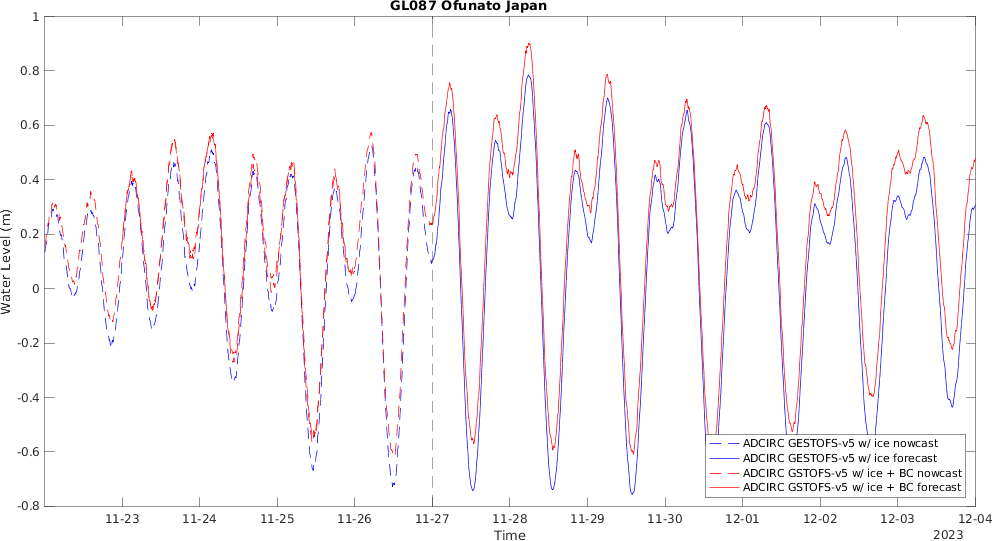 GL087 Ofunato Japan
1
0.8
0.6
0.4
0.2
0
-0.2
-0.4
-0.6
-0.8
Water Level (m)
ADCIRC GESTOFS-v5 w/ ice nowcast
ADCIRC GESTOFS-v5 w/ ice forecast
ADCIRC GSTOFS-v5 w/ ice + BC nowcast
ADCIRC GSTOFS-v5 w/ ice + BC forecast
11-23 11-24 11-25 11-26 11-27 11-28 11-29 11-30 12-01 12-02 12-03 12-04
Time
2023